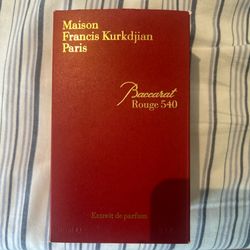 Maison
Francis Kurkdjian
Paris
Baccarat
Rouge 540
Extrait de parfum